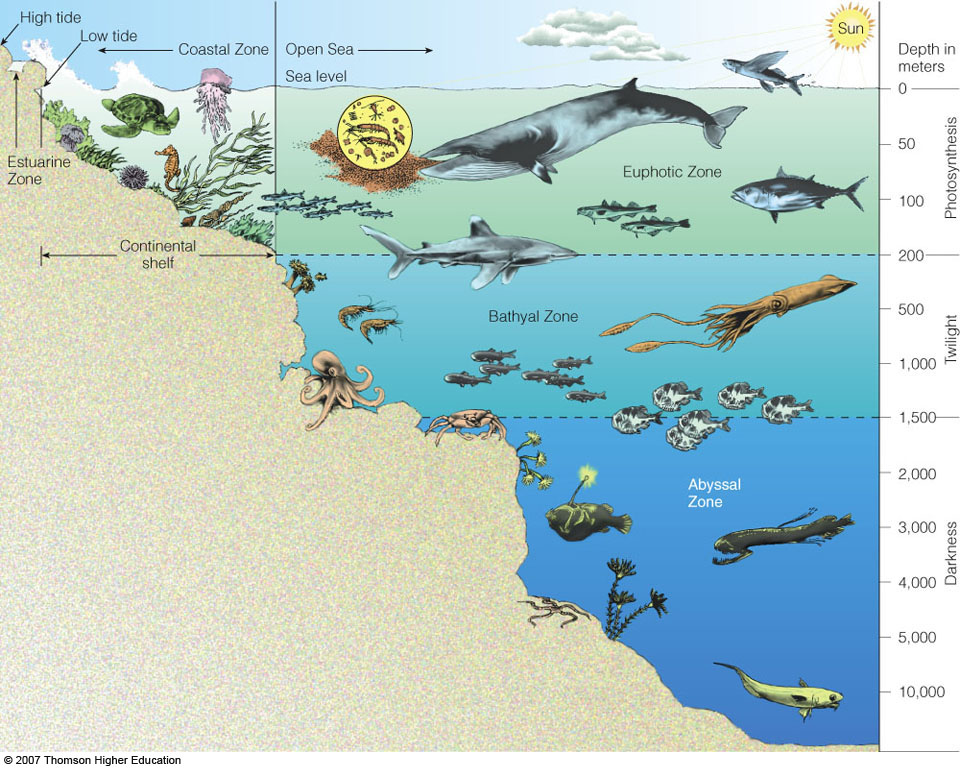 High tide
Low tide
Coastal Zone
Open Sea
Sun
Depth in
meters
Sea level
0
Estuarine
Zone
50
Euphotic Zone
100
Photosynthesis
Continental
shelf
200
Bathyal Zone
500
Twilight
1,000
1,500
Abyssal
Zone
2,000
3,000
Darkness
4,000
5,000
10,000
© 2007 Thomson Higher Education